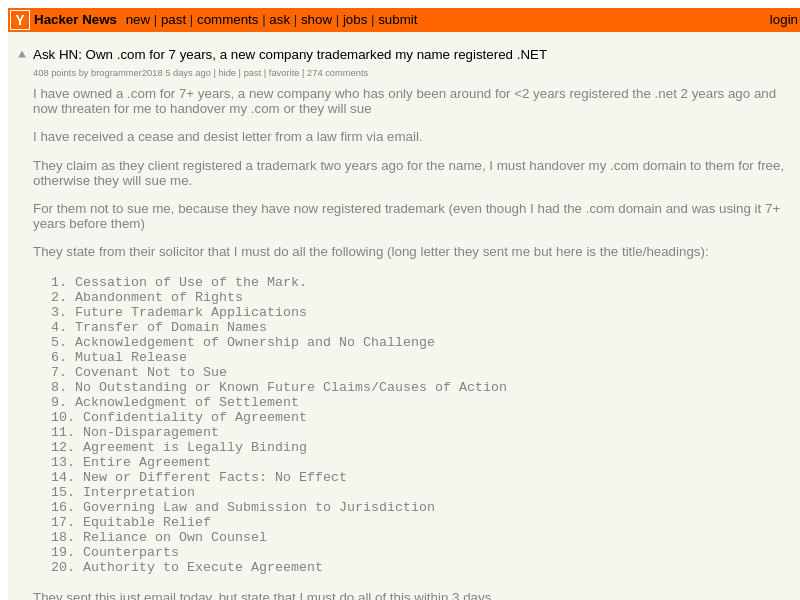 Y Hacker News new | past | comments | ask | show | jobs | submit login
Ask HN: Own .com for 7 years, a new company trademarked my name registered .NET
408 points by brogrammer2018 5 days ago | hide | past | favorite | 274 comments
I have owned a .com for 7+ years, a new company who has only been around for <2 years registered the .net 2 years ago and
now threaten for me to handover my .com or they will sue
I have received a cease and desist letter from a law firm via email.
They claim as they client registered a trademark two years ago for the name, I must handover my .com domain to them for free,
otherwise they will sue me.
For them not to sue me, because they have now registered trademark (even though I had the .com domain and was using it 7+
years before them)
They state from their solicitor that I must do all the following (long letter they sent me but here is the title/headings):
1. Cessation of Use of the Mark.
2. Abandonment of Rights
3. Future Trademark Applications
4. Transfer of Domain Names
5. Acknowledgement of Ownership and No Challenge
6. Mutual Release
7. Covenant Not to Sue
8. No Outstanding or Known Future Claims/Causes of Action
9. Acknowledgment of Settlement
10. Confidentiality of Agreement
11. Non-Disparagement
12. Agreement is Legally Binding
13. Entire Agreement
14. New or Different Facts: No Effect
15. Interpretation
16. Governing Law and Submission to Jurisdiction
17. Equitable Relief
18. Reliance on Own Counsel
19. Counterparts
20. Authority to Execute Agreement
They sent this just email today, but state that I must do all of this within 3 days.